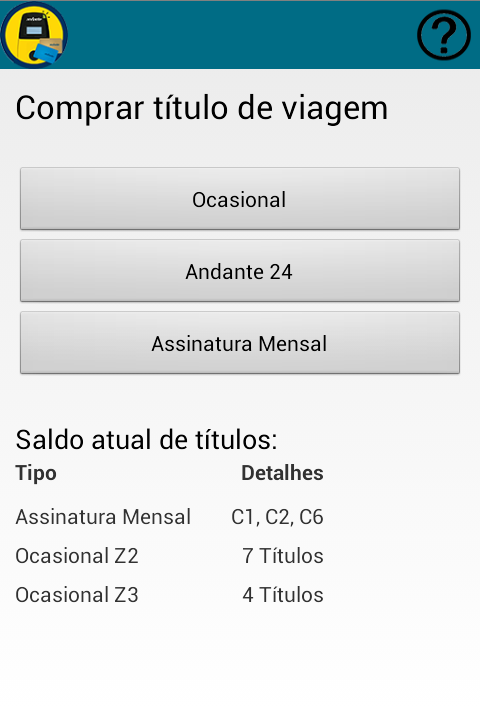 Comprar título de viagem
Ocasional
Andante 24
Assinatura Mensal
Saldo atual de títulos:
Tipo Detalhes
Assinatura Mensal C1, C2, C6
Ocasional Z2 7 Títulos
Ocasional Z3 4 Títulos